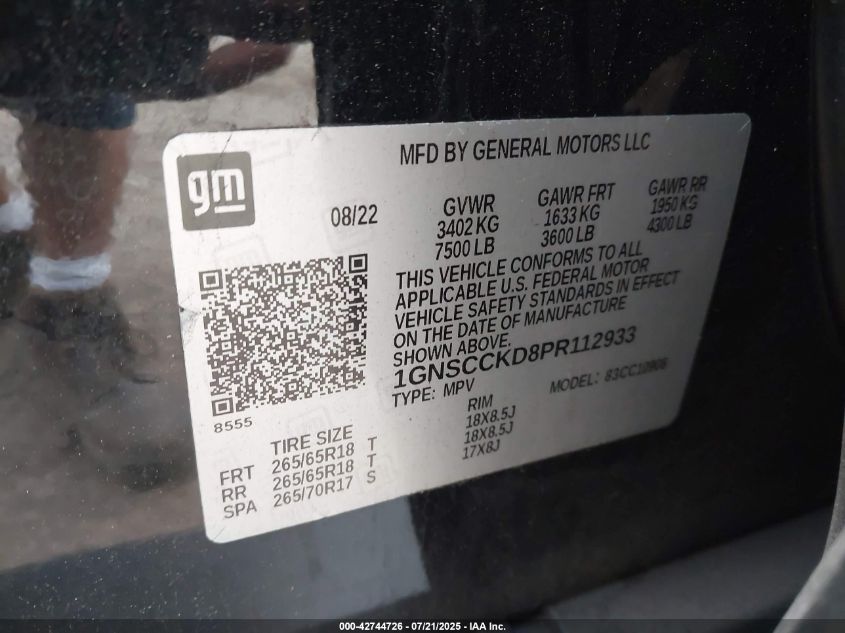 MFD BY GENERAL MOTORS LLC
gm
08/22
GVWR
3402 KG
7500 LB
GAWR FRT
1633 KG
3600 LB
GAWR RR
1950 KG
4300 LB
THIS VEHICLE CONFORMS TO ALL
APPLICABLE U.S. FEDERAL MOTOR
VEHICLE SAFETY STANDARDS IN EFFECT
ON THE DATE OF MANUFACTURE
SHOWN ABOVE.
1GNSCCKD8PR112933
TYPE: MPV
MODEL: 83CC10906
8555
TIRE SIZE
RIM
FRT 265/65R18 T 18X8.5J
RR 265/65R18 T 18X8.5J
SPA 265/70R17 S 17X8J
000-42744726 - 07/21/2025 - IAA Inc.